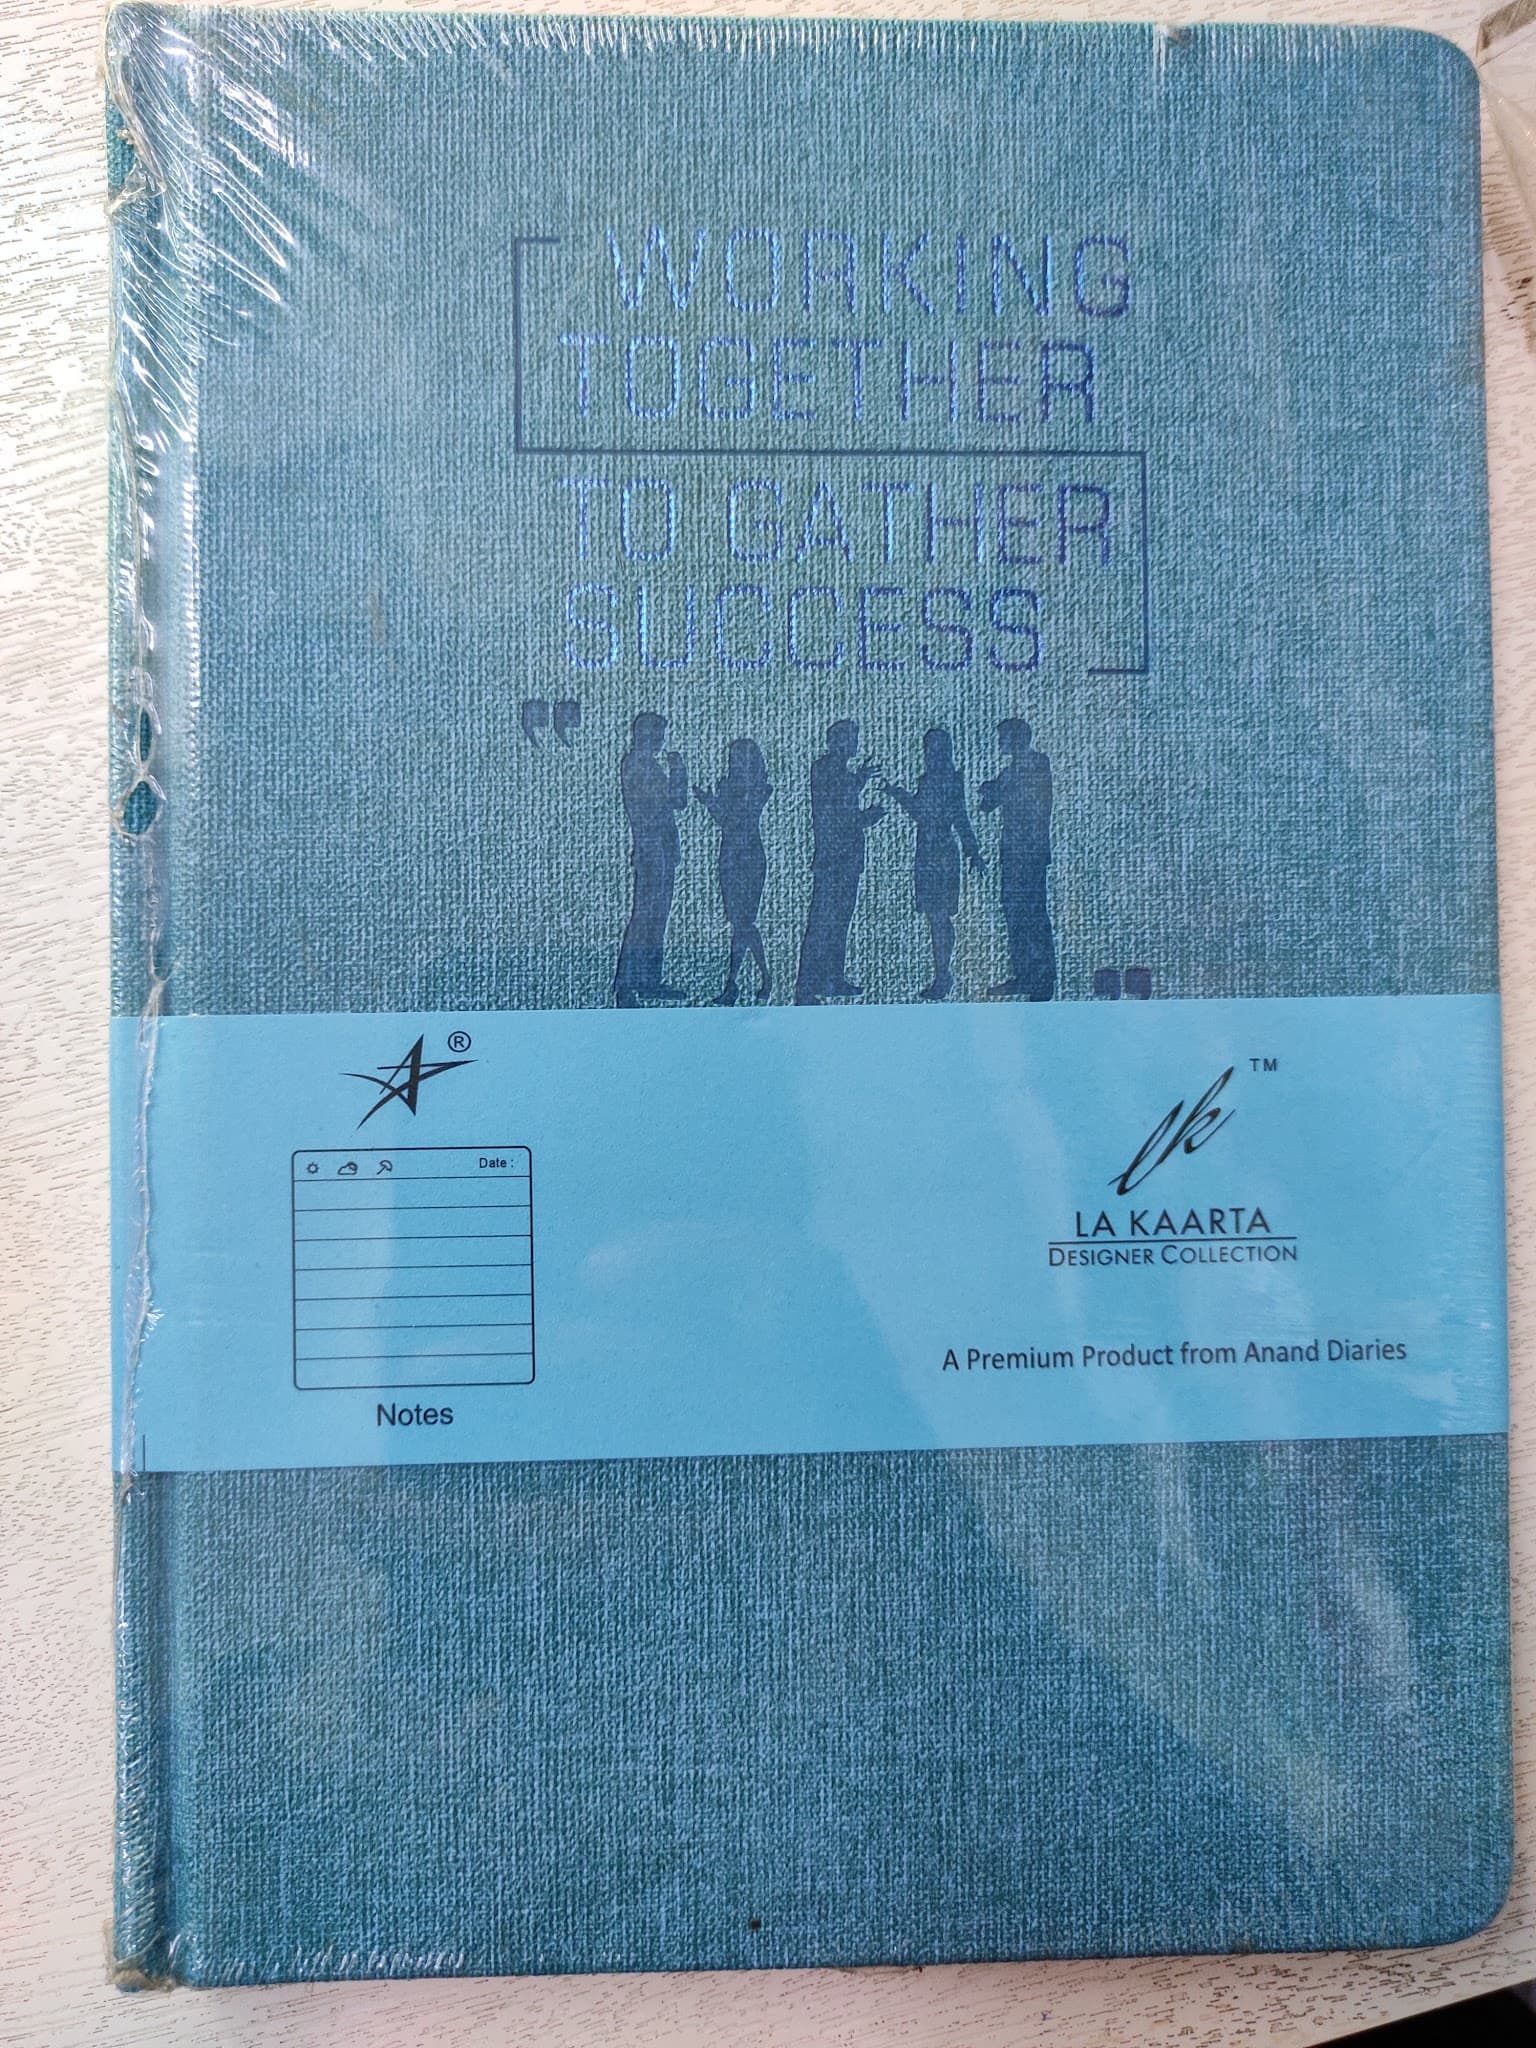 WORKING
TOGETHER
TO GATHER
SUCCESS
®
Date :
Notes
lk TM
LA KAARTA
DESIGNER COLLECTION
A Premium Product from Anand Diaries